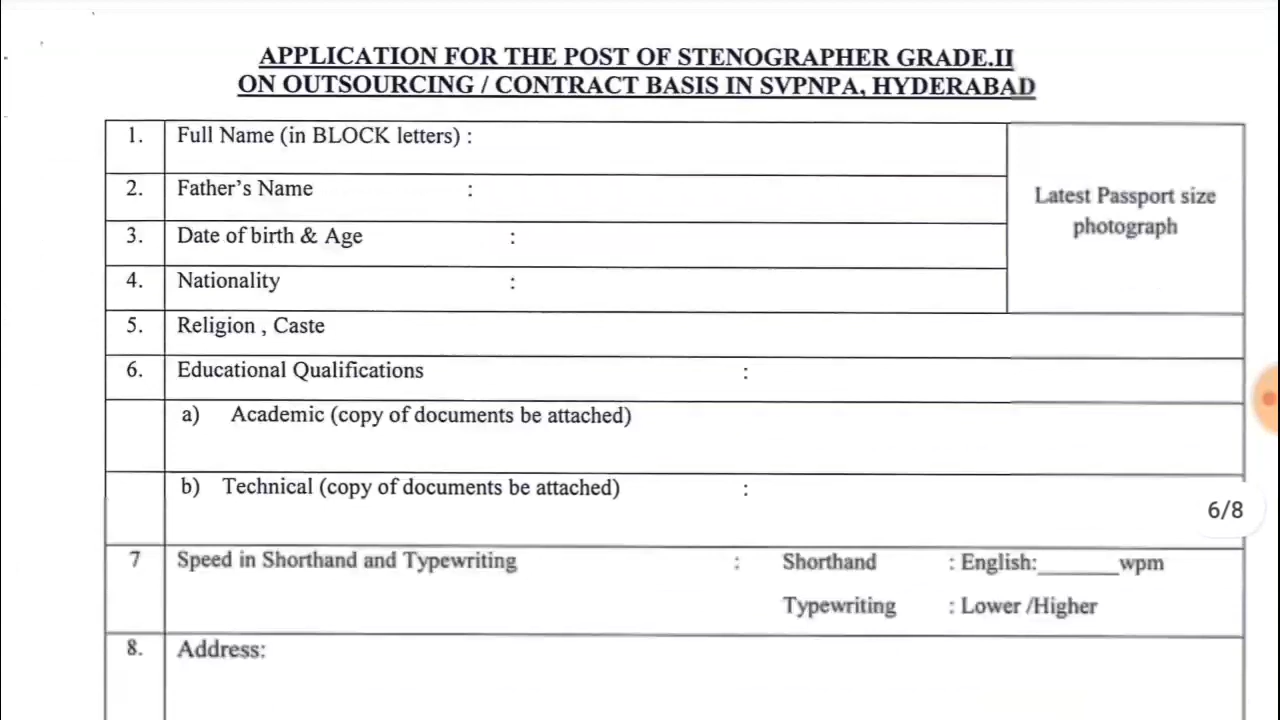 APPLICATION FOR THE POST OF STENOGRAPHER GRADE.II
ON OUTSOURCING / CONTRACT BASIS IN SVPNPA, HYDERABAD
1. Full Name (in BLOCK letters) :
Latest Passport size
photograph
2. Father’s Name :
3. Date of birth & Age :
4. Nationality :
5. Religion , Caste
6. Educational Qualifications :
a) Academic (copy of documents be attached)
b) Technical (copy of documents be attached) :
6/8
7 Speed in Shorthand and Typewriting : Shorthand : English:_______wpm
Typewriting : Lower /Higher
8. Address: